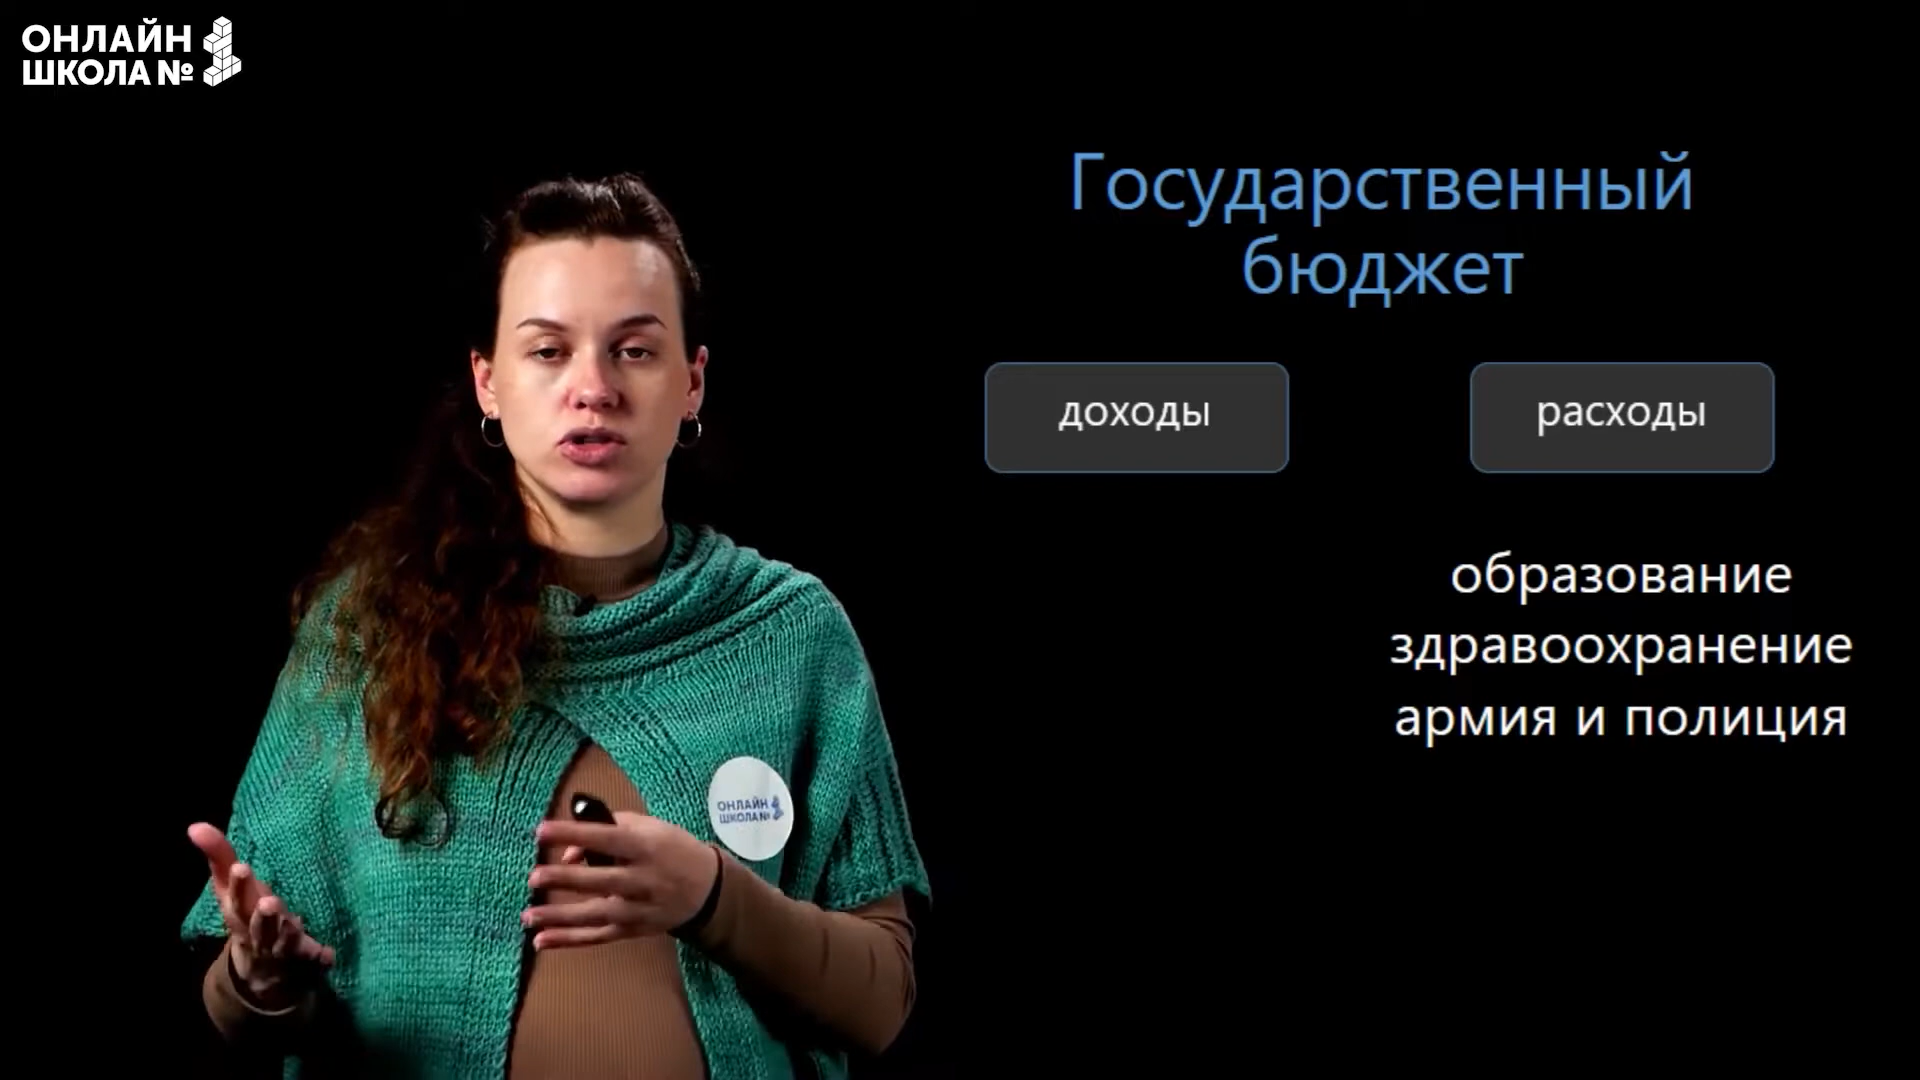 ОНЛАЙН
ШКОЛА №
Государственный
бюджет
доходы
расходы
образование
здравоохранение
армия и полиция
ОНЛАЙН
ШКОЛА №